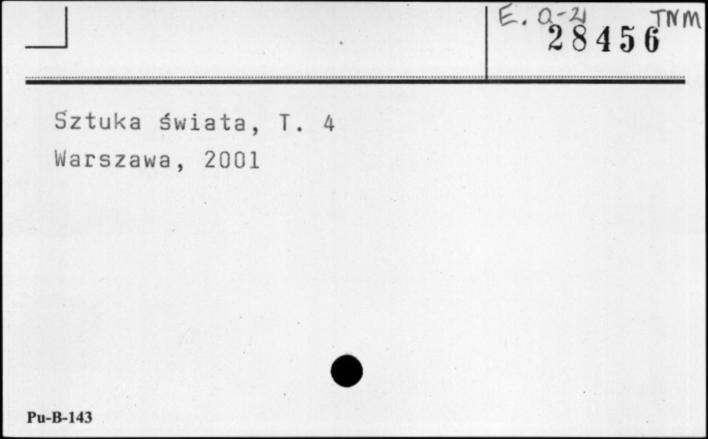 E. a-21 TNM
28456
Sztuka świata, T. 4
Warszawa, 2001
Pu-B-143